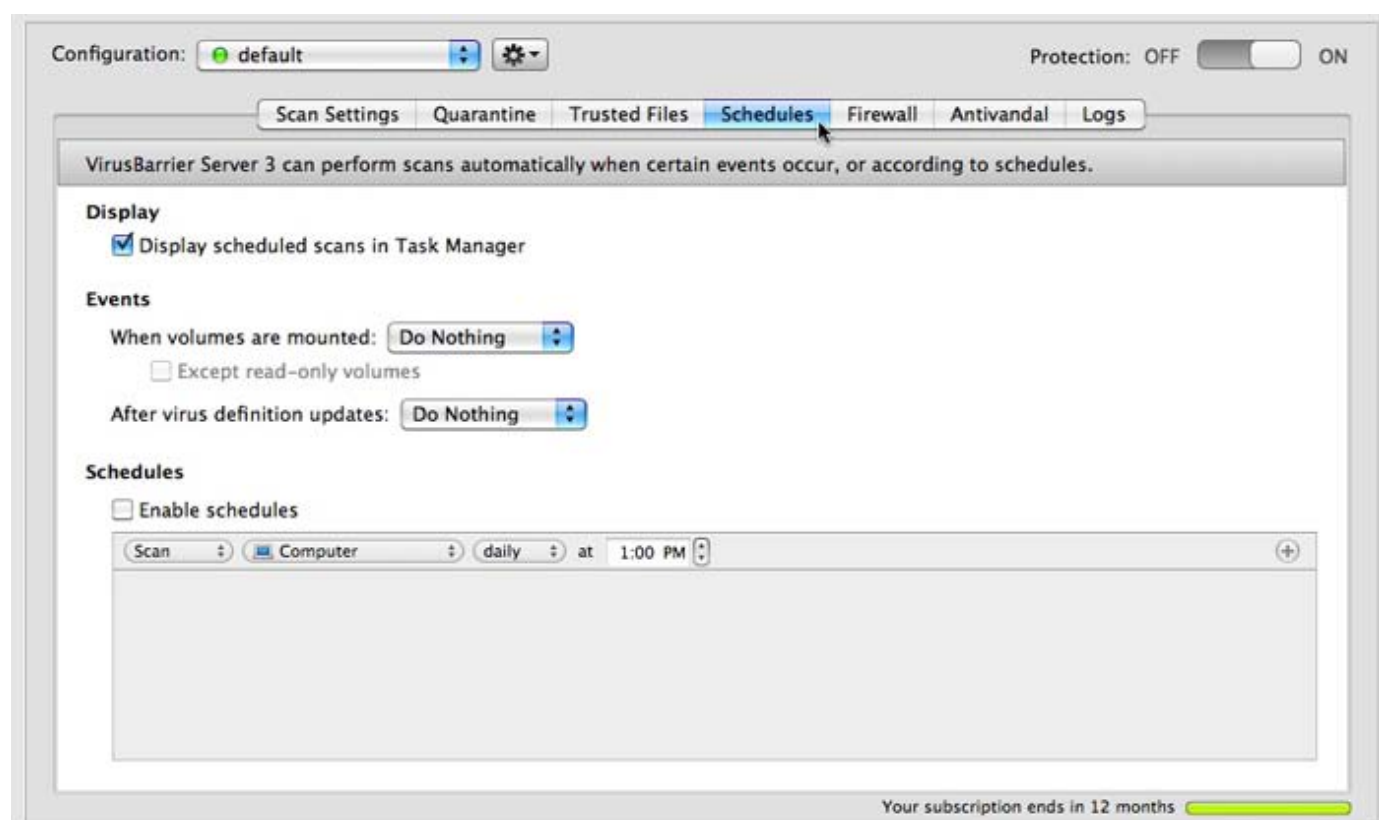 Configuration: default Protection: OFF ON
Scan Settings Quarantine Trusted Files Schedules Firewall Antivandal Logs
VirusBarrier Server 3 can perform scans automatically when certain events occur, or according to schedules.
Display
Display scheduled scans in Task Manager
Events
When volumes are mounted: Do Nothing
Except read-only volumes
After virus definition updates: Do Nothing
Schedules
Enable schedules
Scan Computer daily at 1:00 PM
Your subscription ends in 12 months